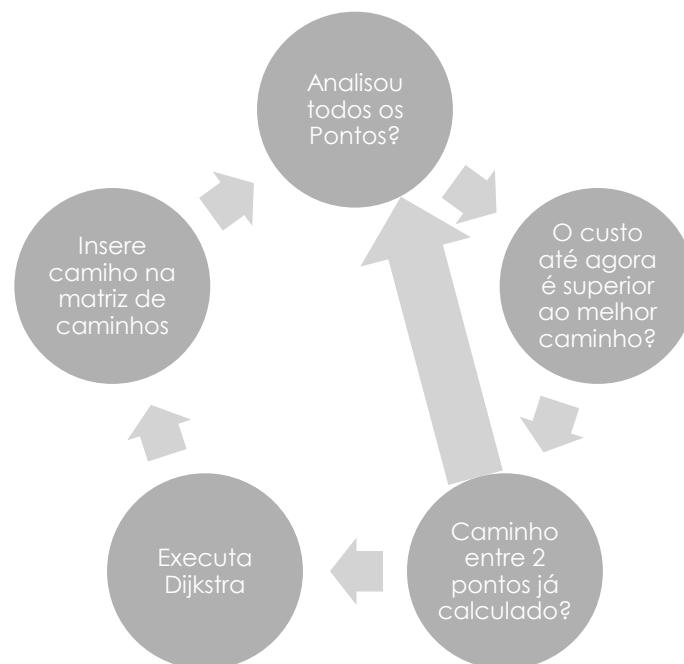 Analisou
todos os
Pontos?
O custo
até agora
é superior
ao melhor
caminho?
Caminho
entre 2
pontos já
calculado?
Executa
Dijkstra
Insere
camiho na
matriz de
caminhos